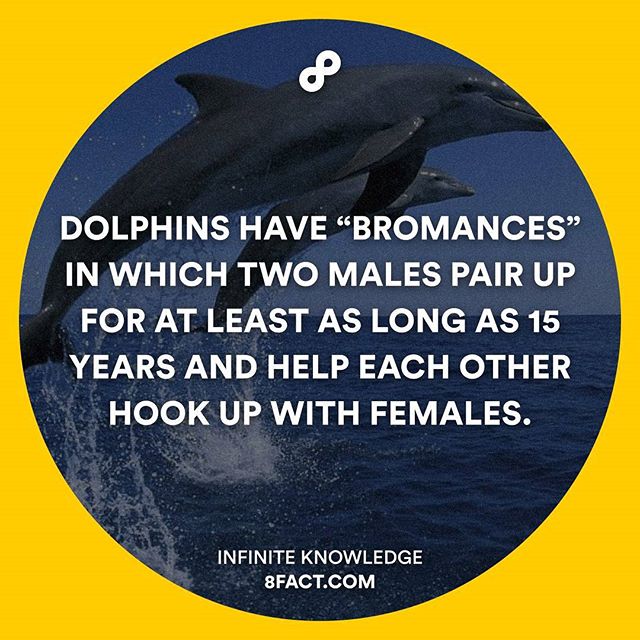 DOLPHINS HAVE “BROMANCES”
IN WHICH TWO MALES PAIR UP
FOR AT LEAST AS LONG AS 15
YEARS AND HELP EACH OTHER
HOOK UP WITH FEMALES.
INFINITE KNOWLEDGE
8FACT.COM